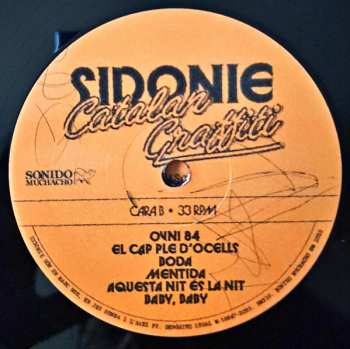 SIDONIE
Catalan
Graffiti
SONIDO
MUCHACHO
CARA B • 33 RPM
OVNI 84
EL CAP PLE D'OCELLS
BODA
MENTIDA
AQUESTA NIT ÉS LA NIT
BABY, BABY